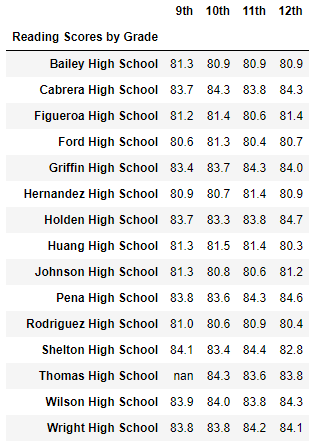 9th 10th 11th 12th
Reading Scores by Grade
Bailey High School 81.3 80.9 80.9 80.9
Cabrera High School 83.7 84.3 83.8 84.3
Figueroa High School 81.2 81.4 80.6 81.4
Ford High School 80.6 81.3 80.4 80.7
Griffin High School 83.4 83.7 84.3 84.0
Hernandez High School 80.9 80.7 81.4 80.9
Holden High School 83.7 83.3 83.8 84.7
Huang High School 81.3 81.5 81.4 80.3
Johnson High School 81.3 80.8 80.6 81.2
Pena High School 83.8 83.6 84.3 84.6
Rodriguez High School 81.0 80.6 80.9 80.4
Shelton High School 84.1 83.4 84.4 82.8
Thomas High School nan 84.3 83.6 83.8
Wilson High School 83.9 84.0 83.8 84.3
Wright High School 83.8 83.8 84.2 84.1